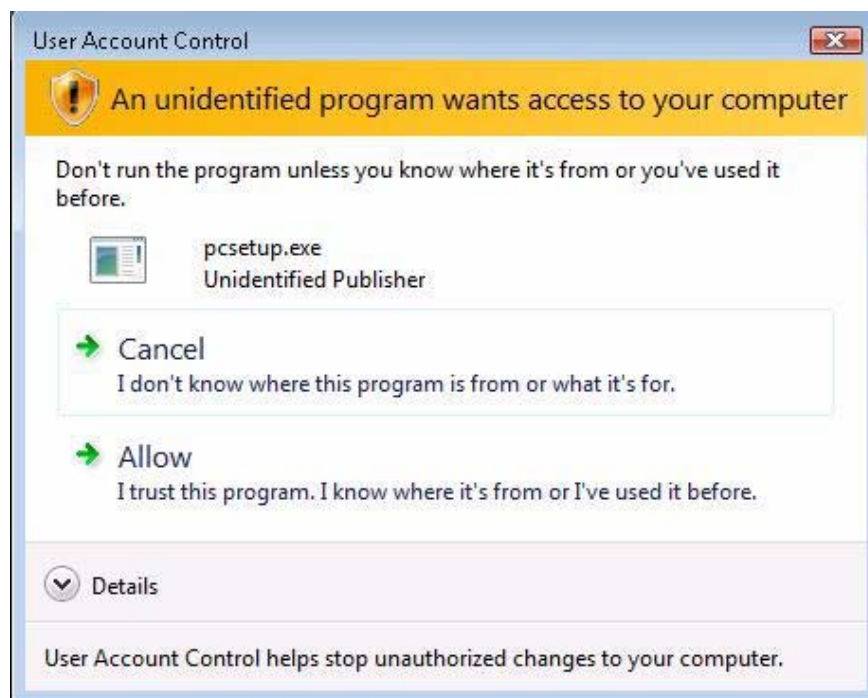 User Account Control
An unidentified program wants access to your computer
Don't run the program unless you know where it's from or you've used it
before.
pcsetup.exe
Unidentified Publisher
Cancel
I don't know where this program is from or what it's for.
Allow
I trust this program. I know where it's from or I've used it before.
Details
User Account Control helps stop unauthorized changes to your computer.